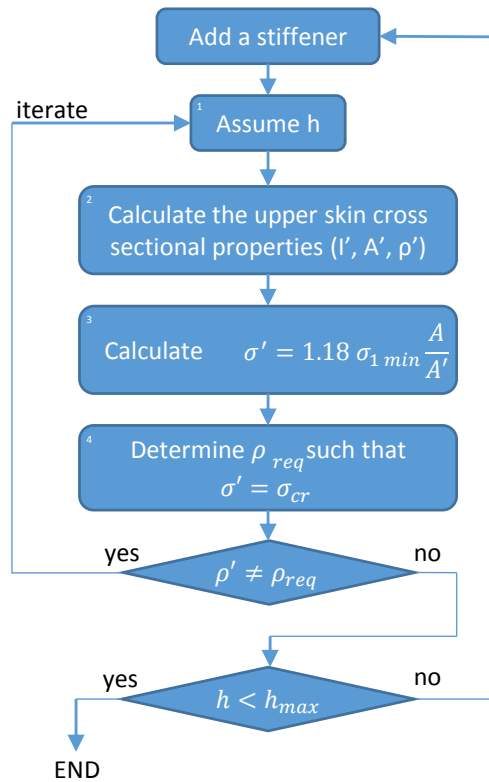 Add a stiffener
iterate
1
Assume h
2
Calculate the upper skin cross
sectional properties (I’, A’, ρ’)
3
Calculate σ′ = 1.18 σ₁ ₘᵢₙ A/A′
4
Determine ρ req such that
σ′ = σcr
yes
no
ρ′ ≠ ρreq
yes
no
h < hmax
END